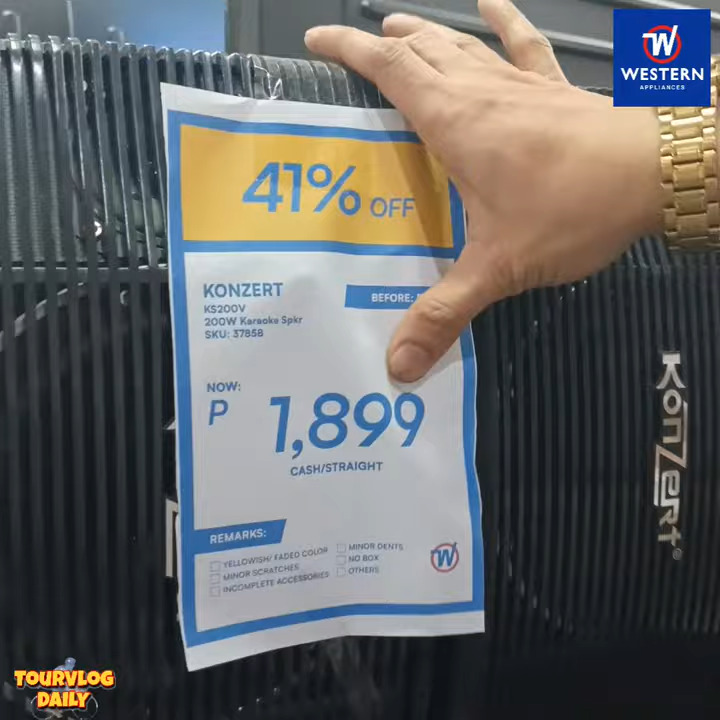 W
WESTERN
APPLIANCES
41% OFF
KONZERT
KS200V
200W Karaoke Spkr
SKU: 37858
BEFORE:
NOW:
P 1,899
CASH/STRAIGHT
REMARKS:
YELLOWISH/ FADED COLOR
MINOR SCRATCHES
INCOMPLETE ACCESSORIES
MINOR DENTS
NO BOX
OTHERS
W
KonZert®
TOURVLOG
DAILY